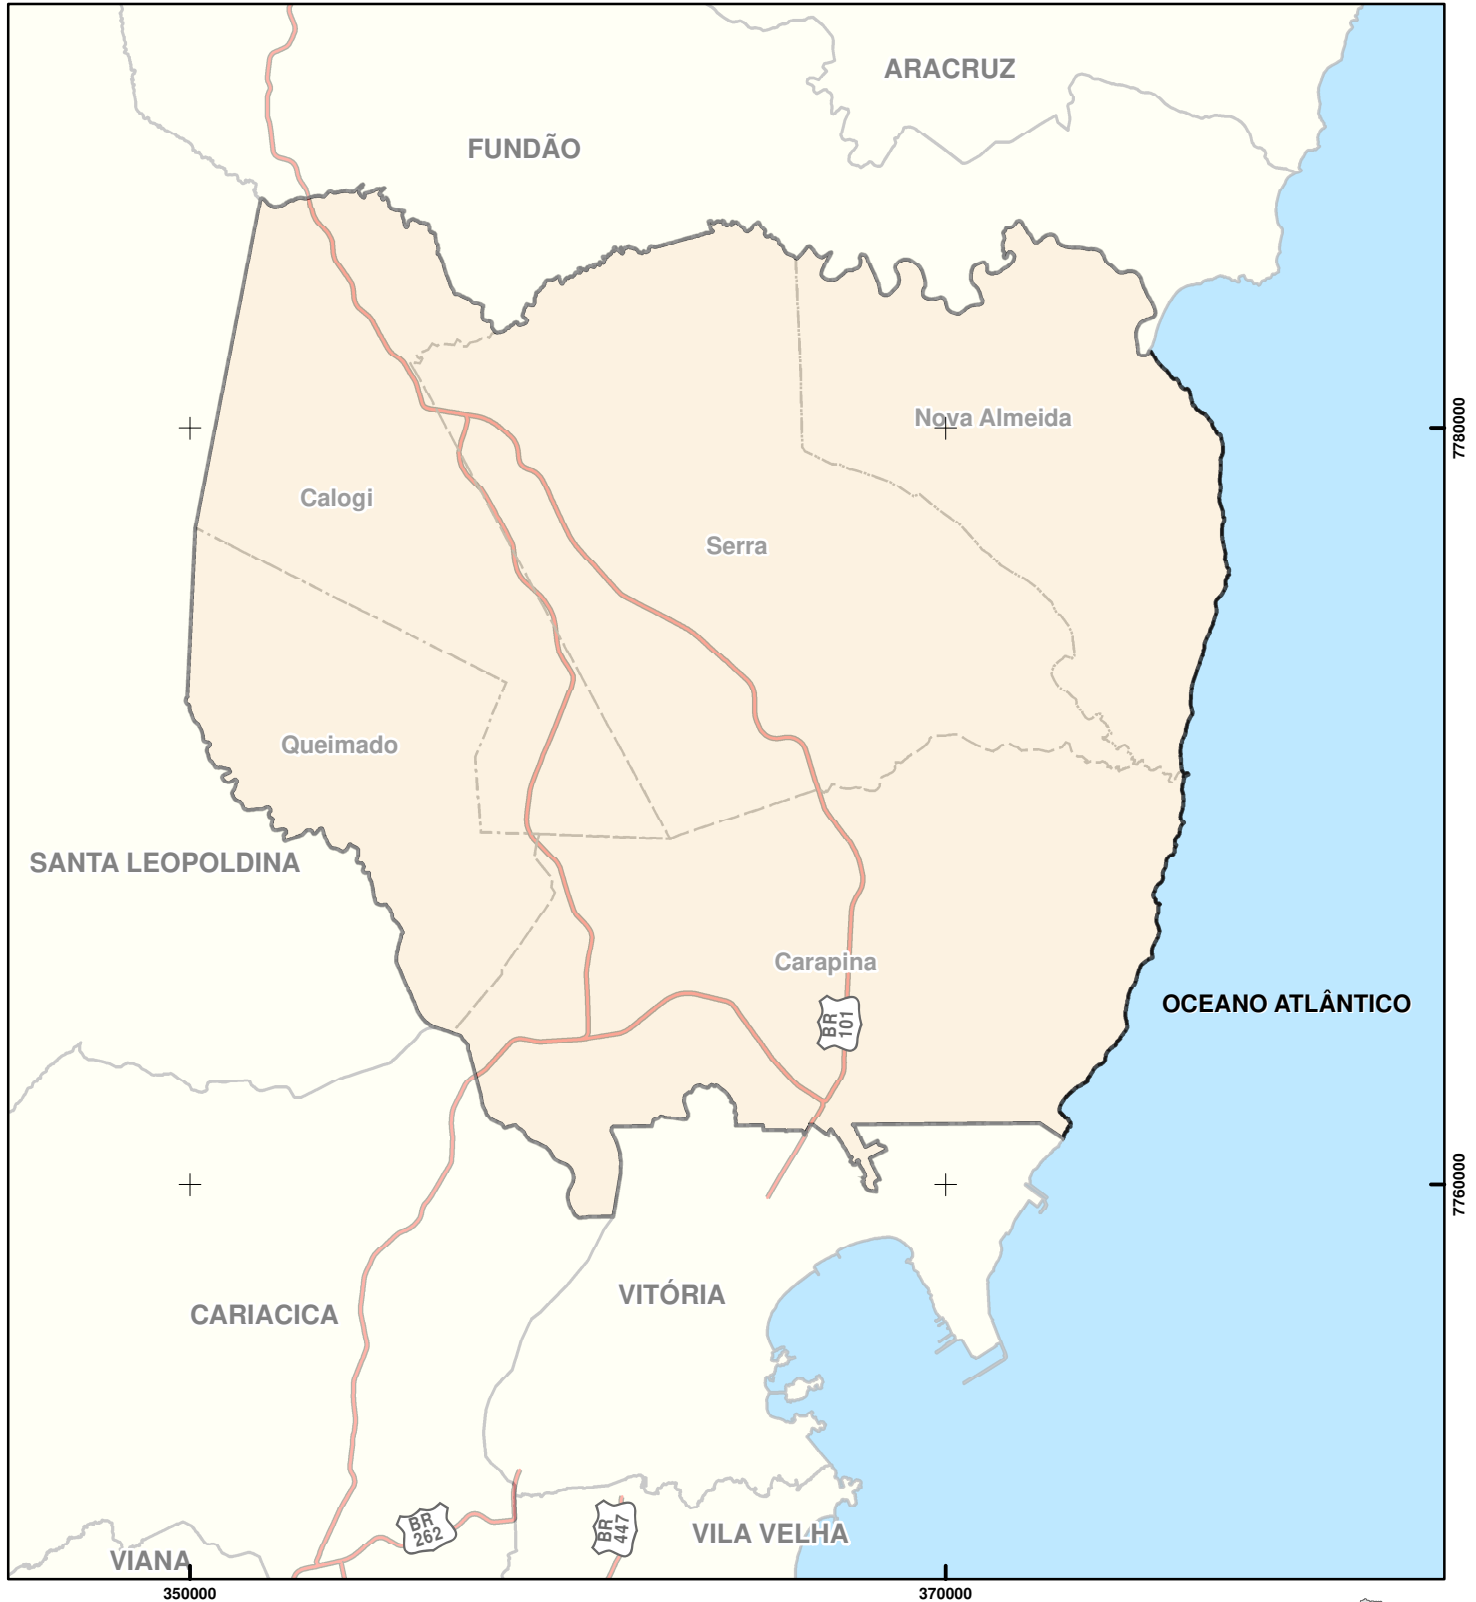 ARACRUZ
FUNDÃO
Nova Almeida
7780000
Calogi
Serra
Queimado
SANTA LEOPOLDINA
Carapina
OCEANO ATLÂNTICO
BR
101
7760000
VITÓRIA
CARIACICA
BR
262
BR
447
VILA VELHA
VIANA
350000
370000